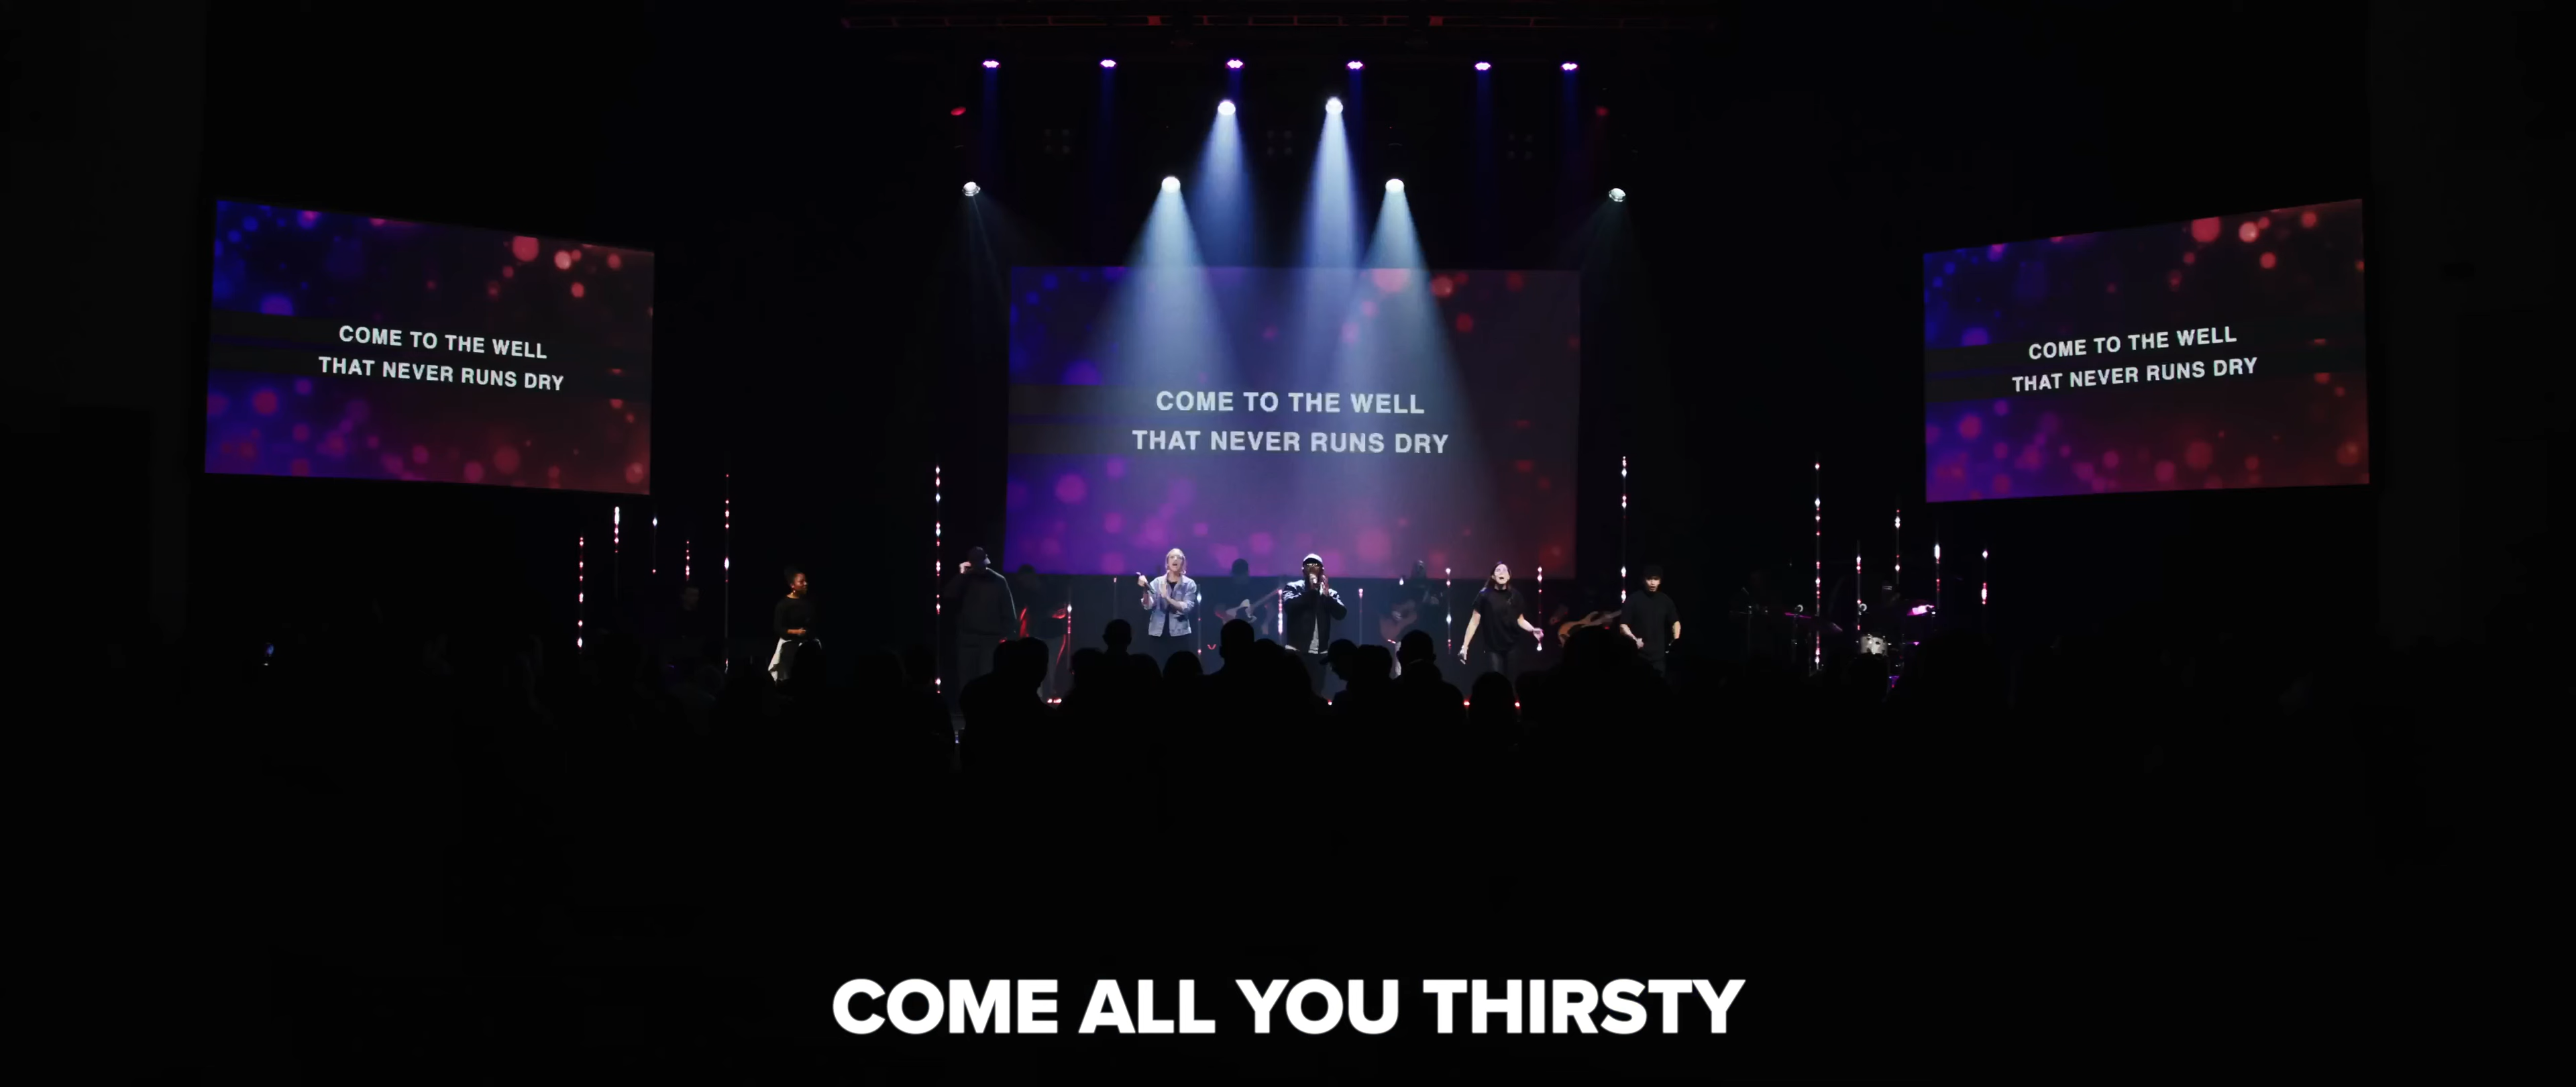 COME TO THE WELL
THAT NEVER RUNS DRY
COME TO THE WELL
THAT NEVER RUNS DRY
COME TO THE WELL
THAT NEVER RUNS DRY
COME ALL YOU THIRSTY